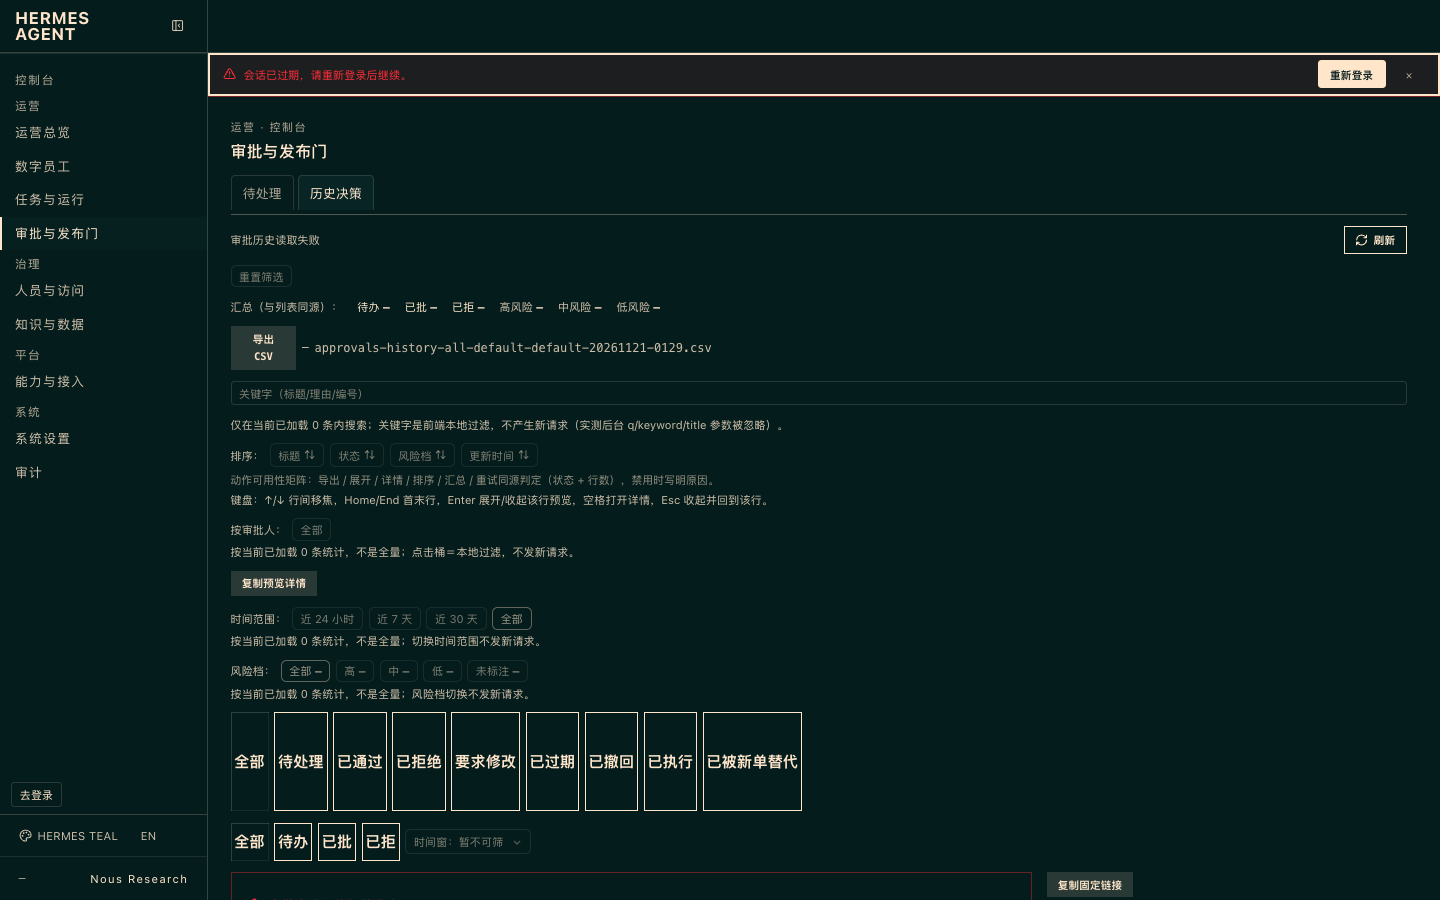 HERMES
AGENT
控制台
运营
运营总览
数字员工
任务与运行
审批与发布门
治理
人员与访问
知识与数据
平台
能力与接入
系统
系统设置
审计
去登录
HERMES TEAL EN
– Nous Research
会话已过期，请重新登录后继续。 重新登录 ×
运营 · 控制台
审批与发布门
待处理 历史决策
审批历史读取失败 刷新
重置筛选
汇总（与列表同源）： 待办 – 已批 – 已拒 – 高风险 – 中风险 – 低风险 –
导出
CSV
— approvals-history-all-default-default-20261121-0129.csv
关键字（标题/理由/编号）
仅在当前已加载 0 条内搜索；关键字是前端本地过滤，不产生新请求（实测后台 q/keyword/title 参数被忽略）。
排序： 标题 ↑↓ 状态 ↑↓ 风险档 ↑↓ 更新时间 ↑↓
动作可用性矩阵：导出 / 展开 / 详情 / 排序 / 汇总 / 重试同源判定（状态 + 行数），禁用时写明原因。
键盘：↑/↓ 行间移焦，Home/End 首末行，Enter 展开/收起该行预览，空格打开详情，Esc 收起并回到该行。
按审批人： 全部
按当前已加载 0 条统计，不是全量；点击桶＝本地过滤，不发新请求。
复制预览详情
时间范围： 近 24 小时 近 7 天 近 30 天 全部
按当前已加载 0 条统计，不是全量；切换时间范围不发新请求。
风险档： 全部 – 高 – 中 – 低 – 未标注 –
按当前已加载 0 条统计，不是全量；风险档切换不发新请求。
全部 待处理 已通过 已拒绝 要求修改 已过期 已撤回 已执行 已被新单替代
全部 待办 已批 已拒 时间窗：暂不可筛
复制固定链接